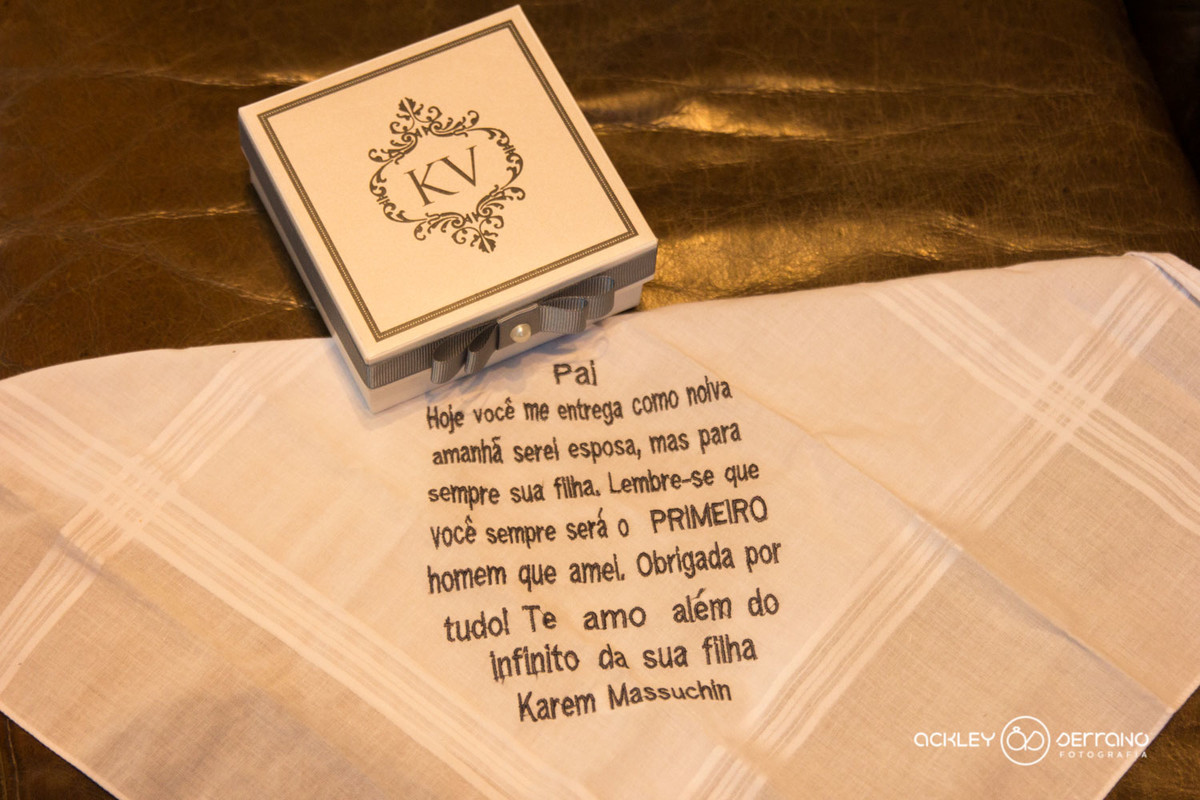 KV
Pai
Hoje você me entrega como noiva
amanhã serei esposa, mas para
sempre sua filha. Lembre-se que
você sempre será o PRIMEIRO
homem que amei. Obrigada por
tudo! Te amo além do
infinito da sua filha
Karem Massuchin
ACKLEY SERRANO
FOTOGRAFIA